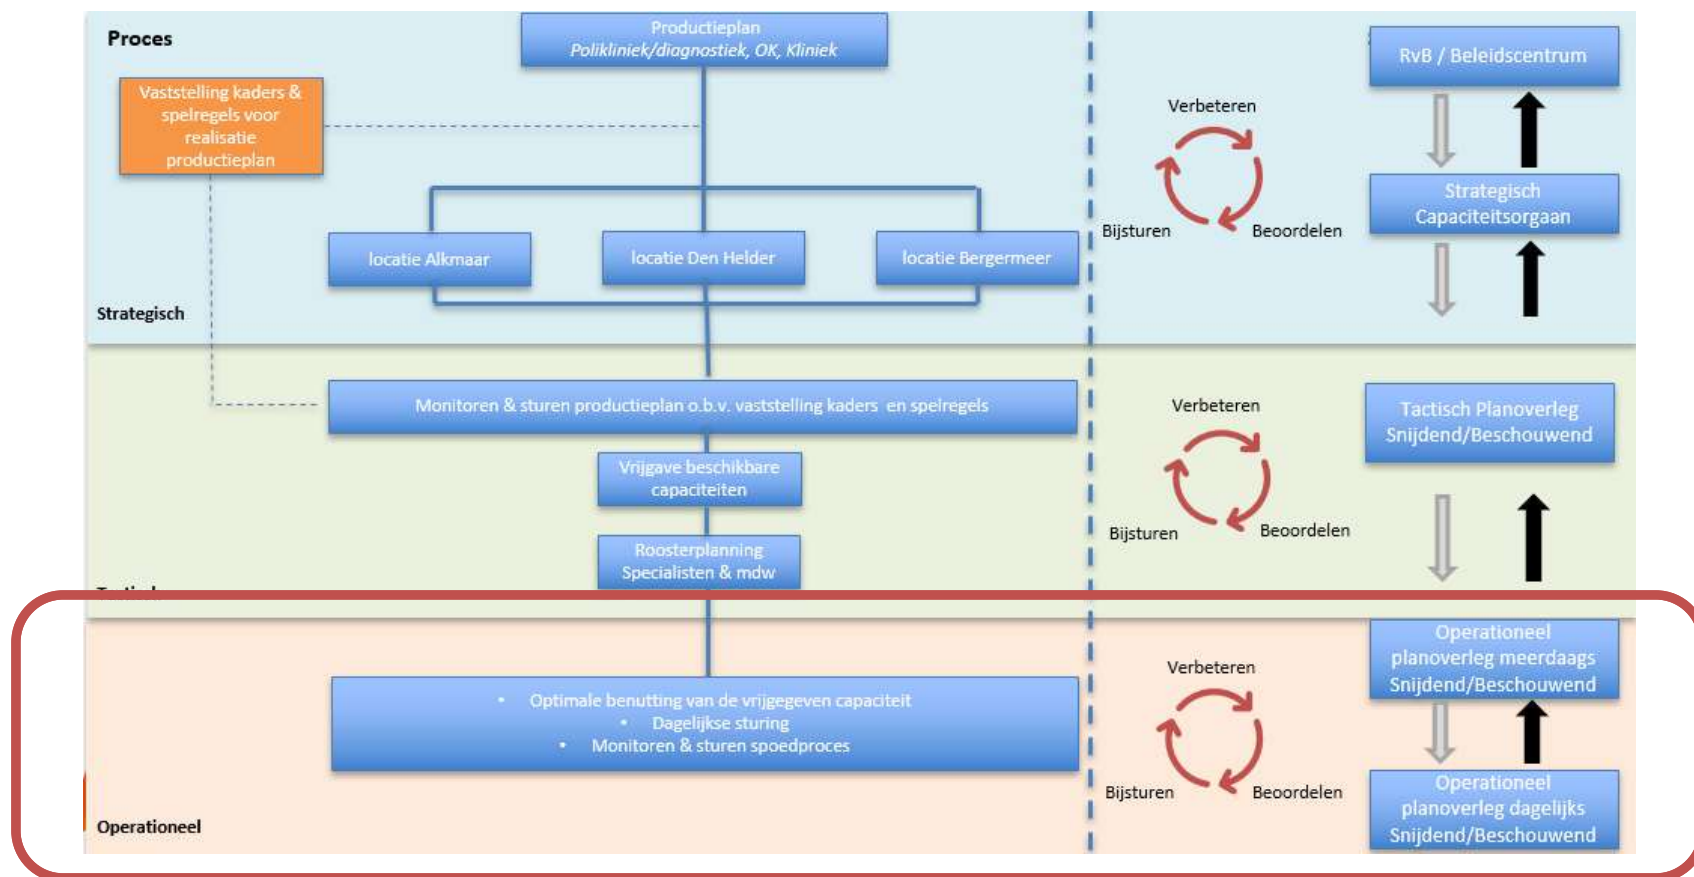 Proces
Productieplan
Polikliniek/diagnostiek, OK, Kliniek
Vaststelling kaders &
spelregels voor
realisatie
productieplan
locatie Alkmaar
locatie Den Helder
locatie Bergermeer
Strategisch
Verbeteren
Bijsturen
Beoordelen
RvB / Beleidscentrum
Strategisch
Capaciteitsorgaan
Monitoren & sturen productieplan o.b.v. vaststelling kaders en spelregels
Vrijgave beschikbare
capaciteiten
Roosterplanning
Specialisten & mdw
Verbeteren
Bijsturen
Beoordelen
Tactisch Planoverleg
Snijdend/Beschouwend
• Optimale benutting van de vrijgegeven capaciteit
• Dagelijkse sturing
• Monitoren & sturen spoedproces
Operationeel
Verbeteren
Bijsturen
Beoordelen
Operationeel
planoverleg meerdaags
Snijdend/Beschouwend
Operationeel
planoverleg dagelijks
Snijdend/Beschouwend